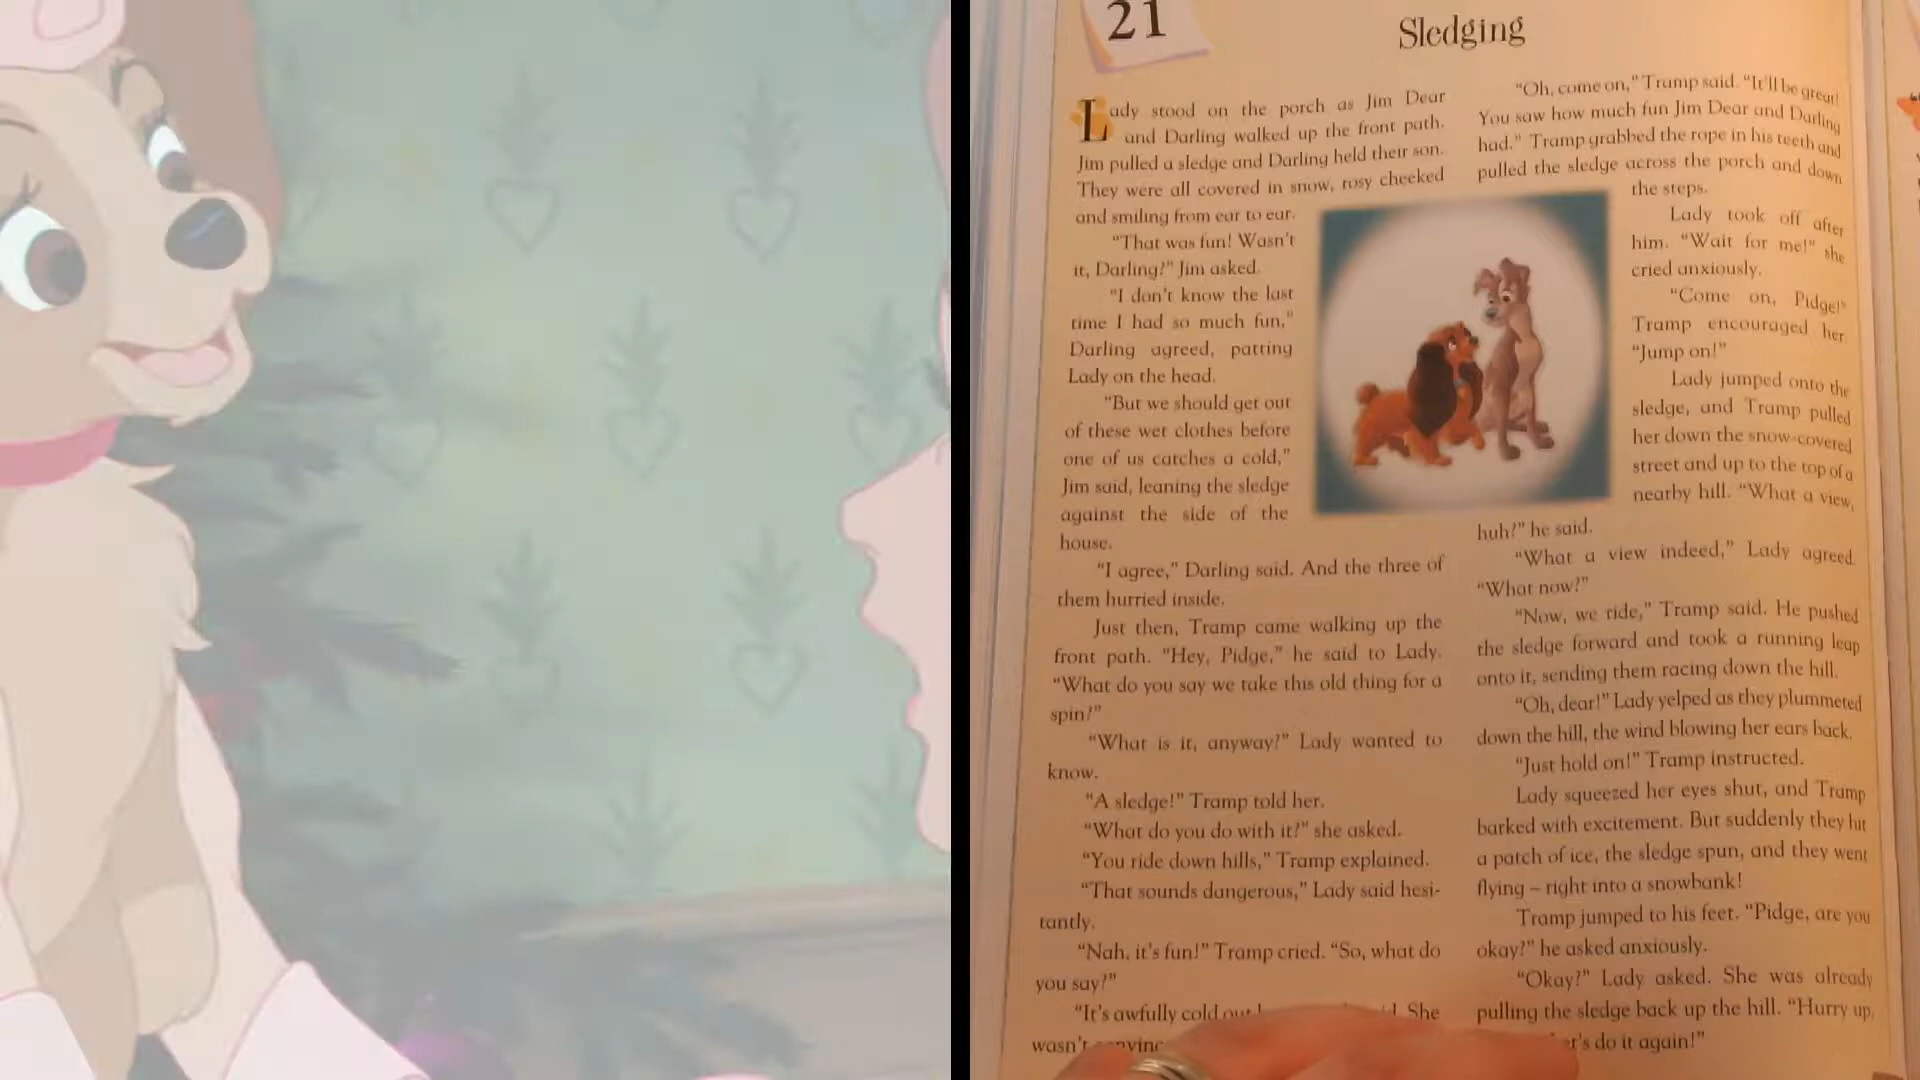 21
Sledging
Lady stood on the porch as Jim Dear
and Darling walked up the front path.
Jim pulled a sledge and Darling held their son.
They were all covered in snow, rosy cheeked
and smiling from ear to ear.
"That was fun! Wasn't
it, Darling?" Jim asked.
"I don't know the last
time I had so much fun,"
Darling agreed, patting
Lady on the head.
"But we should get out
of these wet clothes before
one of us catches a cold,"
Jim said, leaning the sledge
against the side of the
house.
"I agree," Darling said. And the three of
them hurried inside.
Just then, Tramp came walking up the
front path. "Hey, Pidge," he said to Lady.
"What do you say we take this old thing for a
spin?"
"What is it, anyway?" Lady wanted to
know.
"A sledge!" Tramp told her.
"What do you do with it?" she asked.
"You ride down hills," Tramp explained.
"That sounds dangerous," Lady said hesi-
tantly.
"Nah, it's fun!" Tramp cried. "So, what do
you say?"
"It's awfully cold She
wasn't
"Oh, come on," Tramp said. "It'll be great!
You saw how much fun Jim Dear and Darling
had." Tramp grabbed the rope in his teeth and
pulled the sledge across the porch and down
the steps.
Lady took off after
him. "Wait for me!" she
cried anxiously.
"Come on, Pidge!"
Tramp encouraged her.
"Jump on!"
Lady jumped onto the
sledge, and Tramp pulled
her down the snow-covered
street and up to the top of a
nearby hill. "What a view,
huh?" he said.
"What a view indeed," Lady agreed.
"What now?"
"Now, we ride," Tramp said. He pushed
the sledge forward and took a running leap
onto it, sending them racing down the hill.
"Oh, dear!" Lady yelped as they plummeted
down the hill, the wind blowing her ears back.
"Just hold on!" Tramp instructed.
Lady squeezed her eyes shut, and Tramp
barked with excitement. But suddenly they hit
a patch of ice, the sledge spun, and they went
flying – right into a snowbank!
Tramp jumped to his feet. "Pidge, are you
okay?" he asked anxiously.
"Okay?" Lady asked. She was already
pulling the sledge back up the hill. "Hurry up,
do it again!"